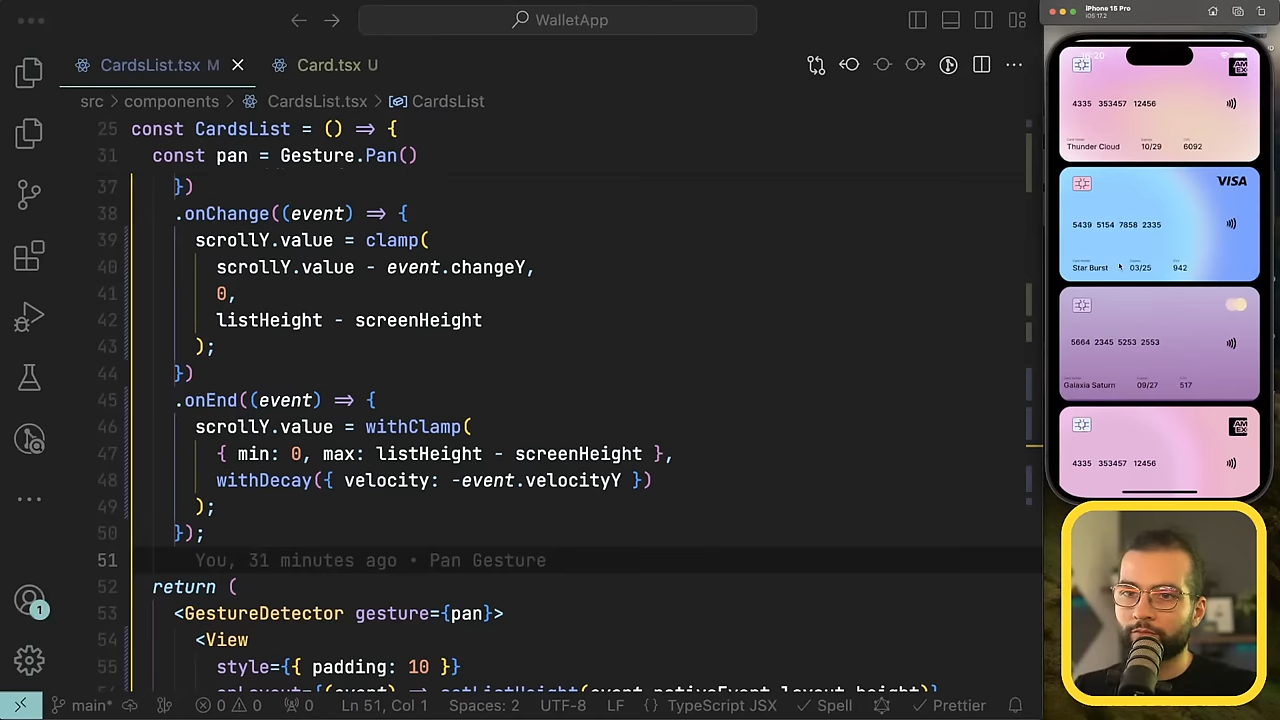 WalletApp
CardsList.tsx M
Card.tsx U
src > components > CardsList.tsx > CardsList
25 const CardsList = () => {
31 const pan = Gesture.Pan()
37 })
38 .onChange((event) => {
39 scrollY.value = clamp(
40 scrollY.value - event.changeY,
41 0,
42 listHeight - screenHeight
43 );
44 })
45 .onEnd((event) => {
46 scrollY.value = withClamp(
47 { min: 0, max: listHeight - screenHeight },
48 withDecay({ velocity: -event.velocityY })
49 );
50 });
51 You, 31 minutes ago • Pan Gesture
52 return (
53 <GestureDetector gesture={pan}>
54 <View
55 style={{ padding: 10 }}
1
main* 0 0 0 Ln 51, Col 1 Spaces: 2 UTF-8 LF {} TypeScript JSX Spell Prettier
iPhone 15 Pro
iOS 17.2
AMEX
4335 353457 12456
Thunder Cloud 10/29 6092
VISA
5439 5154 7858 2335
Star Burst 03/25 942
5664 2345 5253 2553
Galaxia Saturn 09/27 517
AMEX
4335 353457 12456